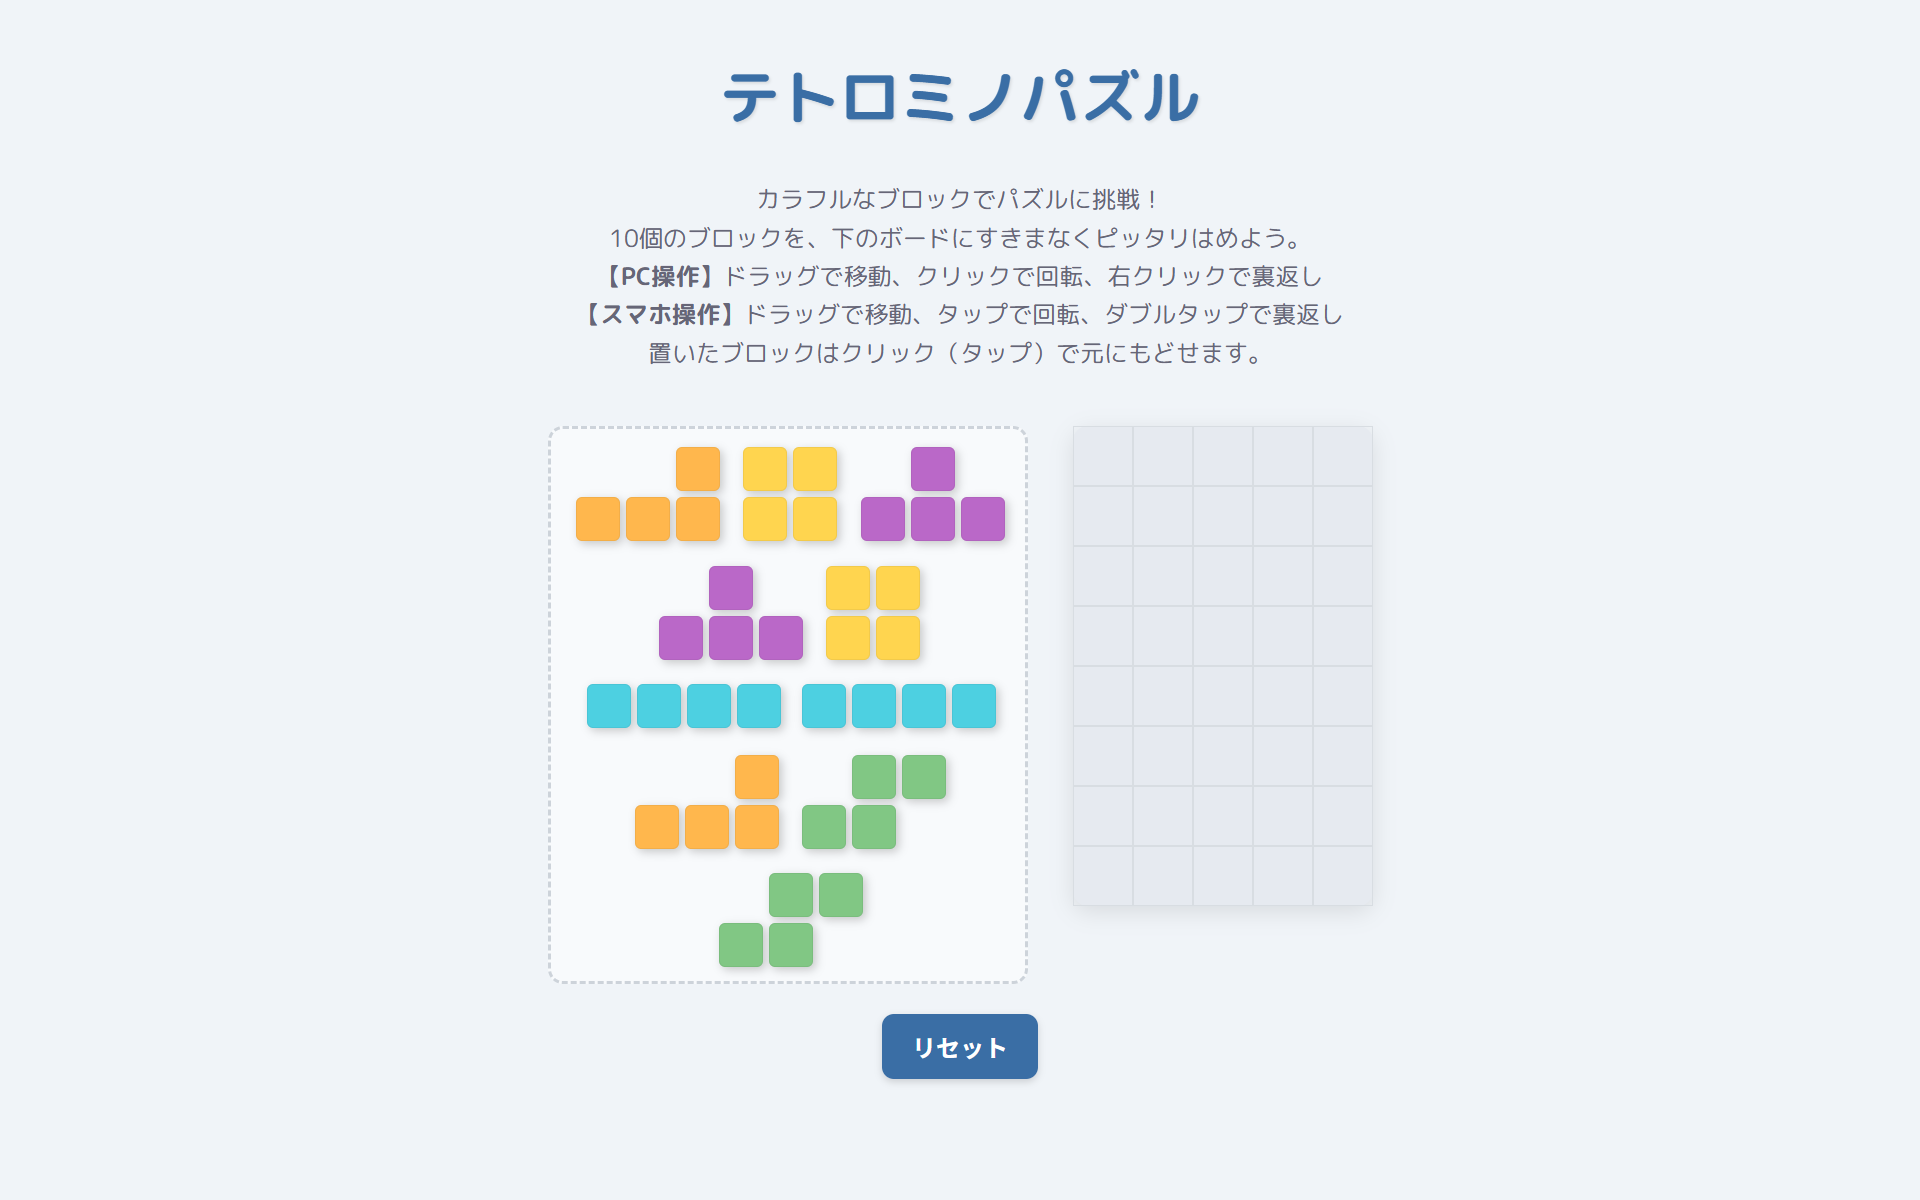 テトロミノパズル
カラフルなブロックでパズルに挑戦！
10個のブロックを、下のボードにすきまなくピッタリはめよう。
【PC操作】ドラッグで移動、クリックで回転、右クリックで裏返し
【スマホ操作】ドラッグで移動、タップで回転、ダブルタップで裏返し
置いたブロックはクリック（タップ）で元にもどせます。
リセット